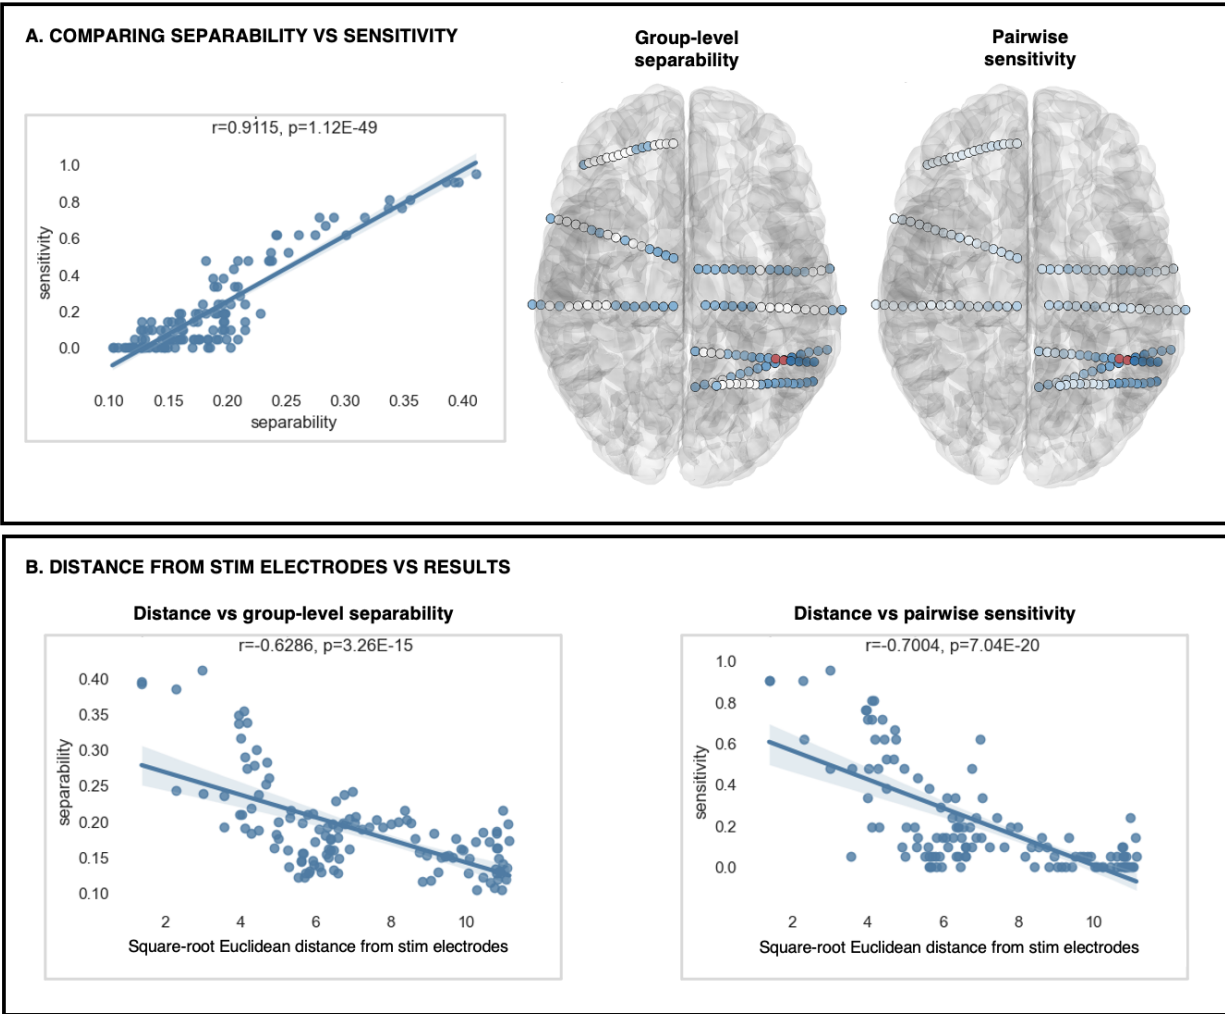 A. COMPARING SEPARABILITY VS SENSITIVITY
Group-level
separability
Pairwise
sensitivity
r=0.9115, p=1.12E-49
1.0
0.8
0.6
0.4
0.2
0.0
sensitivity
0.10 0.15 0.20 0.25 0.30 0.35 0.40
separability
B. DISTANCE FROM STIM ELECTRODES VS RESULTS
Distance vs group-level separability
r=-0.6286, p=3.26E-15
0.40
0.35
0.30
0.25
0.20
0.15
0.10
separability
2 4 6 8 10
Square-root Euclidean distance from stim electrodes
Distance vs pairwise sensitivity
r=-0.7004, p=7.04E-20
1.0
0.8
0.6
0.4
0.2
0.0
sensitivity
2 4 6 8 10
Square-root Euclidean distance from stim electrodes